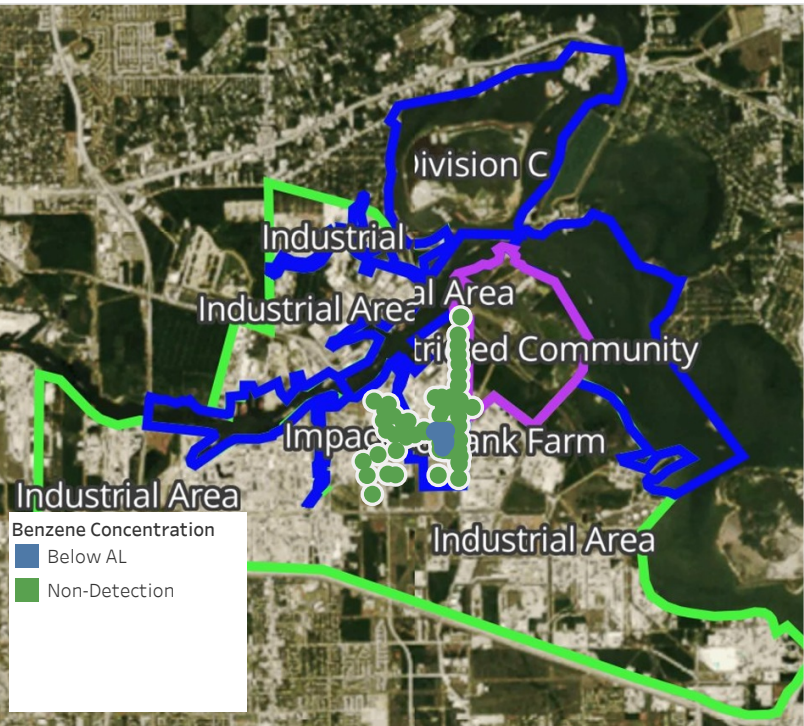 Division C
Industrial
al Area
Industrial Area
ed Community
Impac
ank Farm
Industrial Area
Industrial Area
Benzene Concentration
Below AL
Non-Detection